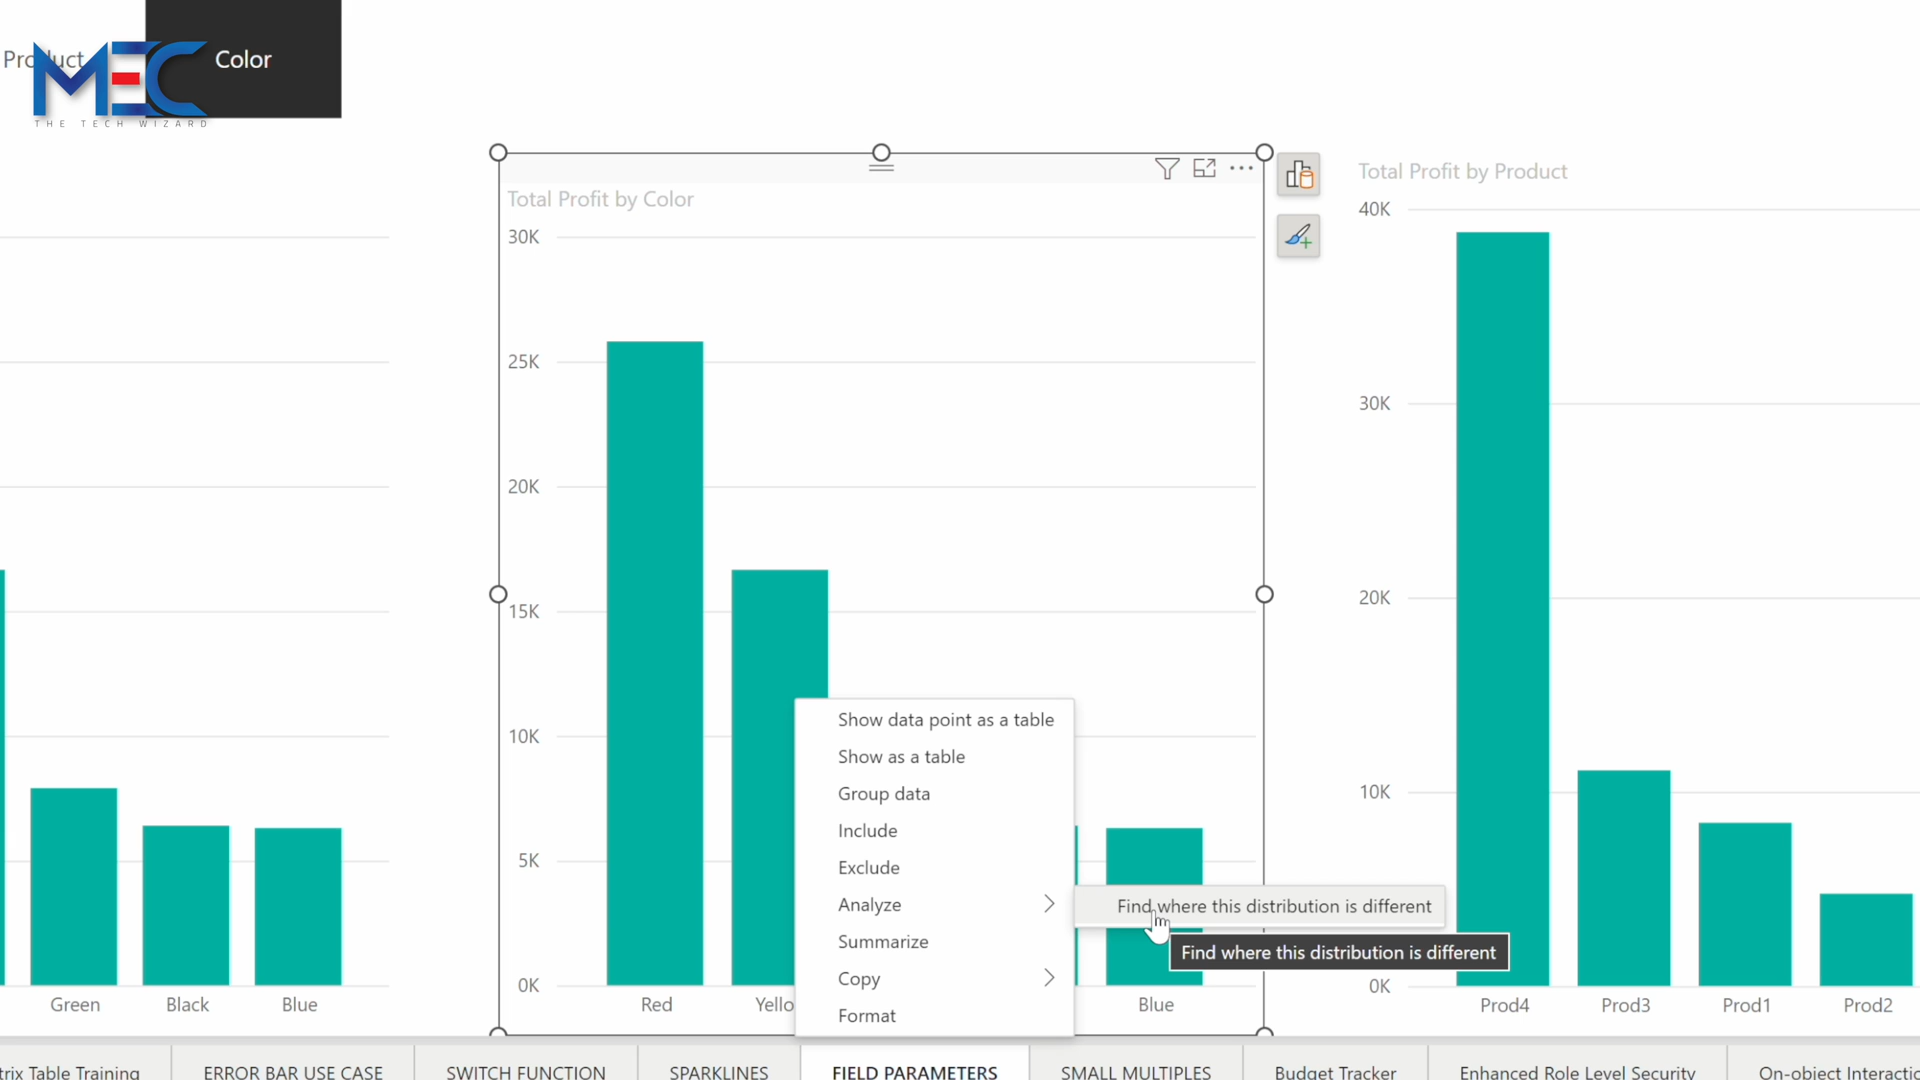 Product
Color
MEC
THE TECH WIZARD
Total Profit by Color
30K
25K
20K
15K
10K
5K
0K
Red
Yello
Blue
Green
Black
Blue
Total Profit by Product
40K
30K
20K
10K
0K
Prod4
Prod3
Prod1
Prod2
Show data point as a table
Show as a table
Group data
Include
Exclude
Analyze
Summarize
Copy
Format
Find where this distribution is different
Find where this distribution is different
trix Table Training
ERROR BAR USE CASE
SWITCH FUNCTION
SPARKLINES
FIELD PARAMETERS
SMALL MULTIPLES
Budget Tracker
Enhanced Role Level Security
On-object Interactio